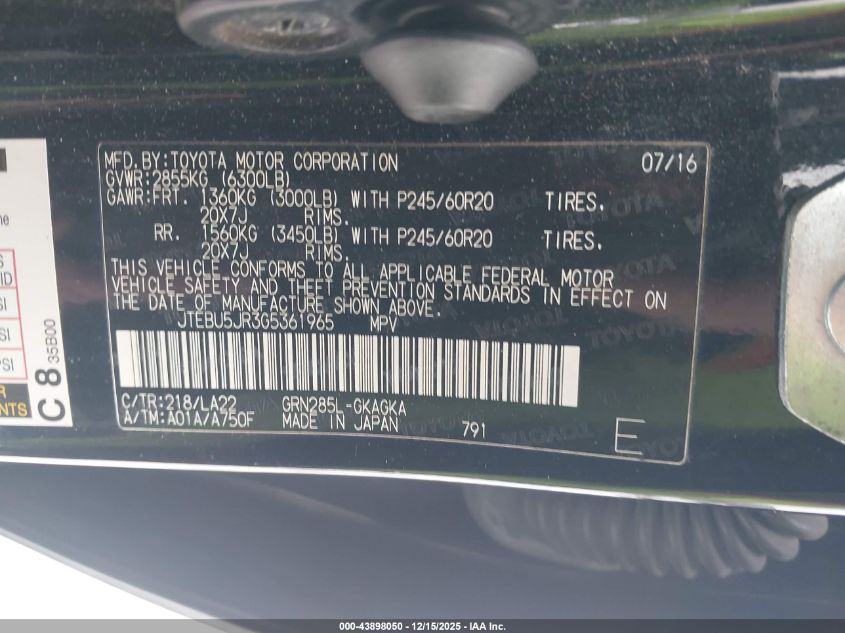 MFD.BY:TOYOTA MOTOR CORPORATION 07/16
GVWR:2855KG (6300LB)
GAWR:FRT. 1360KG (3000LB) WITH P245/60R20 TIRES.
20X7J RIMS.
RR. 1560KG (3450LB) WITH P245/60R20 TIRES.
20X7J RIMS.
THIS VEHICLE CONFORMS TO ALL APPLICABLE FEDERAL MOTOR
VEHICLE SAFETY AND THEFT PREVENTION STANDARDS IN EFFECT ON
THE DATE OF MANUFACTURE SHOWN ABOVE.
JTEBU5JR3G5361965 MPV
C/TR:218/LA22 GRN285L-GKAGKA
A/TM:A01A/A750F MADE IN JAPAN 791 E
C 8 35B00
000-43898050 - 12/15/2025 - IAA Inc.